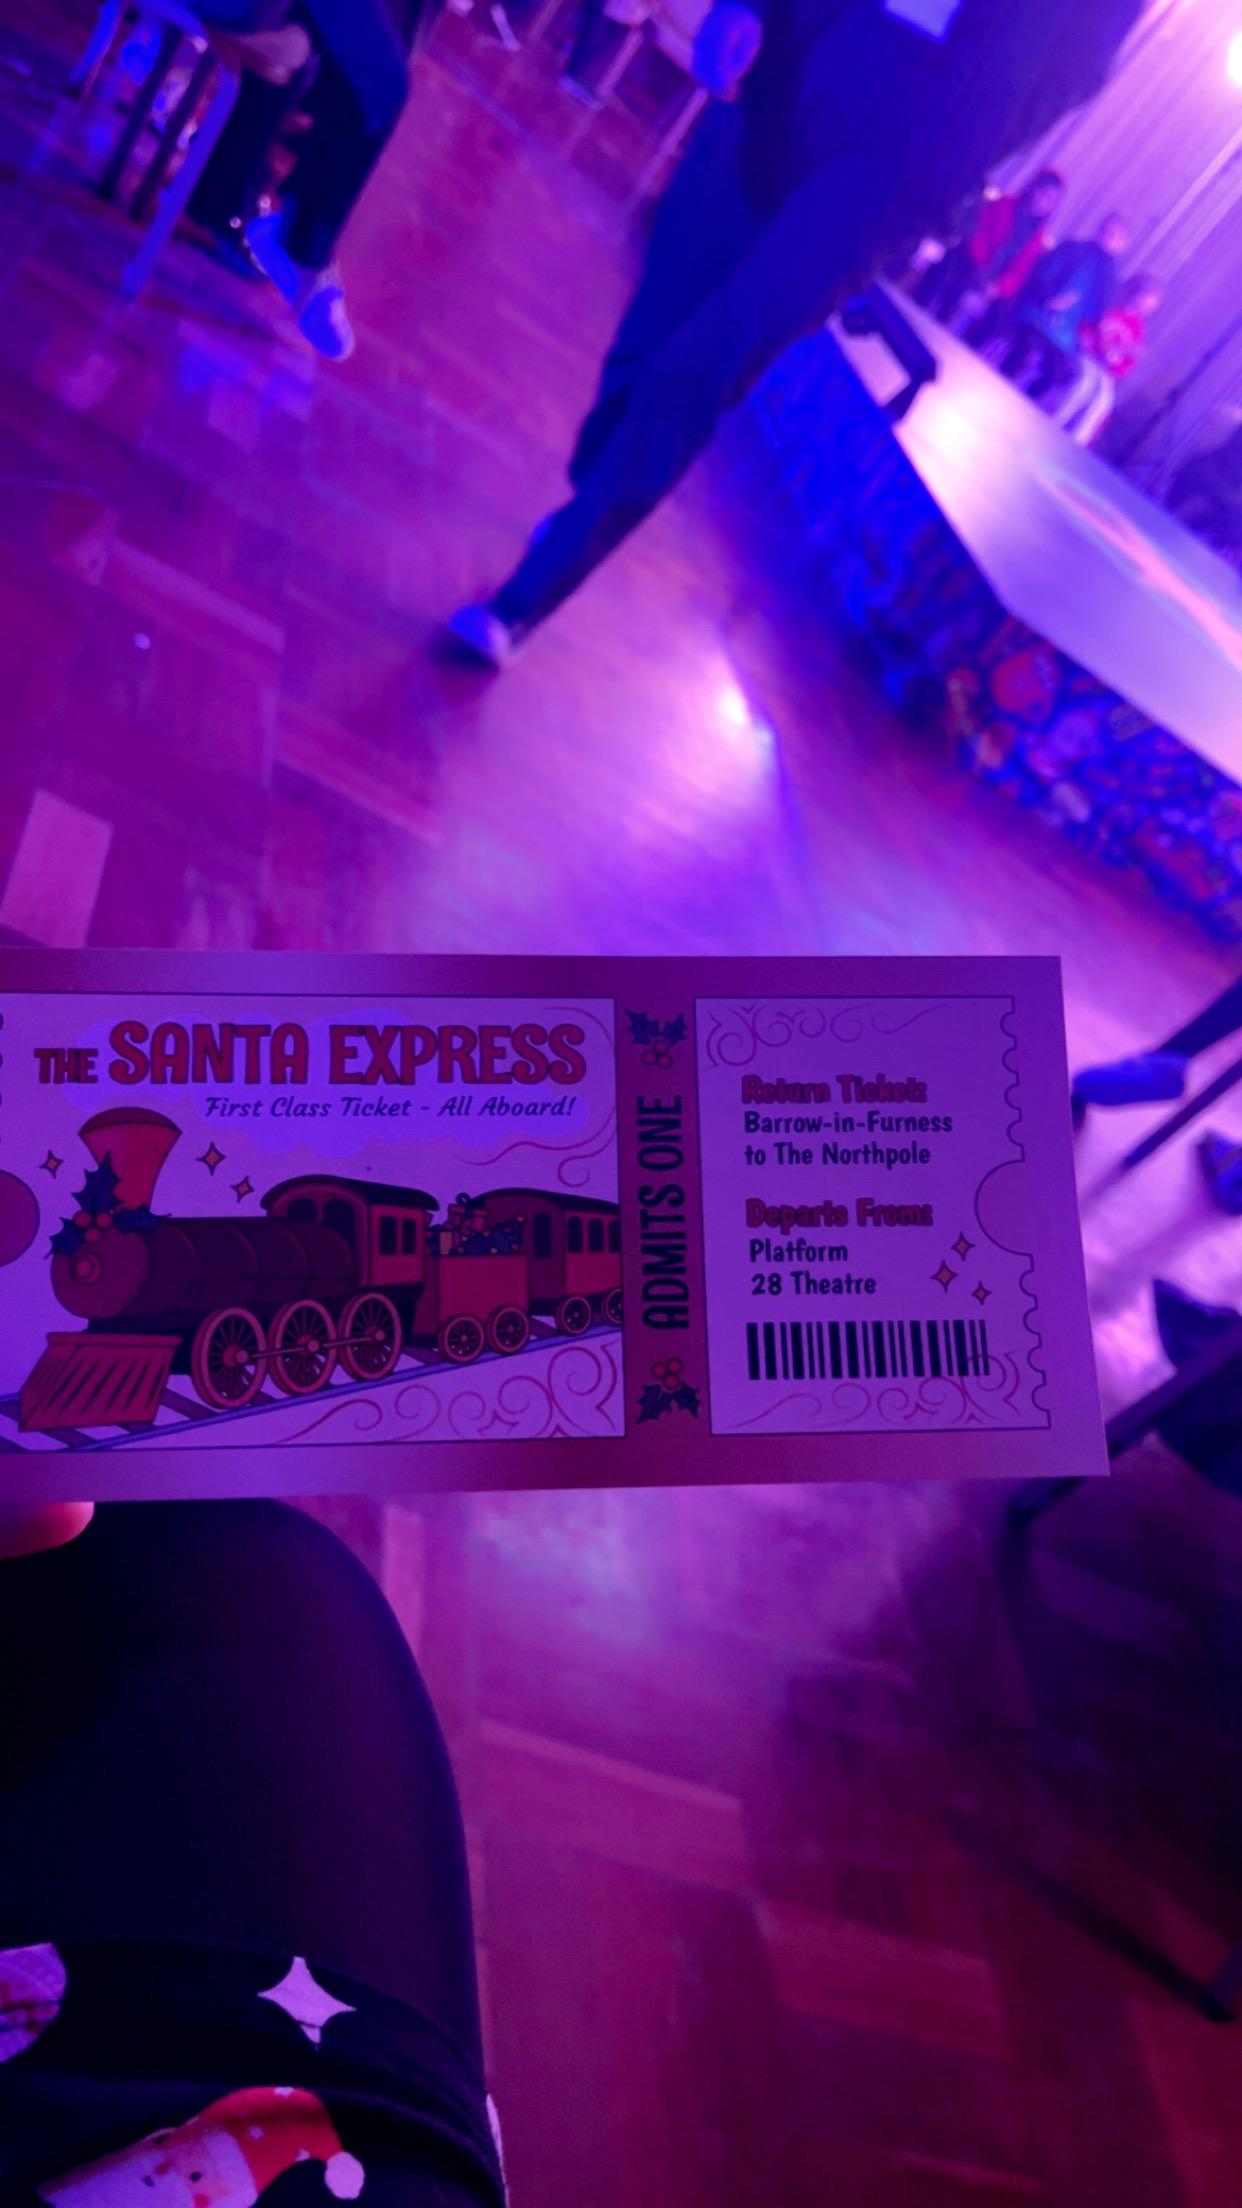 THE SANTA EXPRESS
First Class Ticket - All Aboard!
ADMITS ONE
Return Ticket:
Barrow-in-Furness
to The Northpole
Departs From:
Platform
28 Theatre